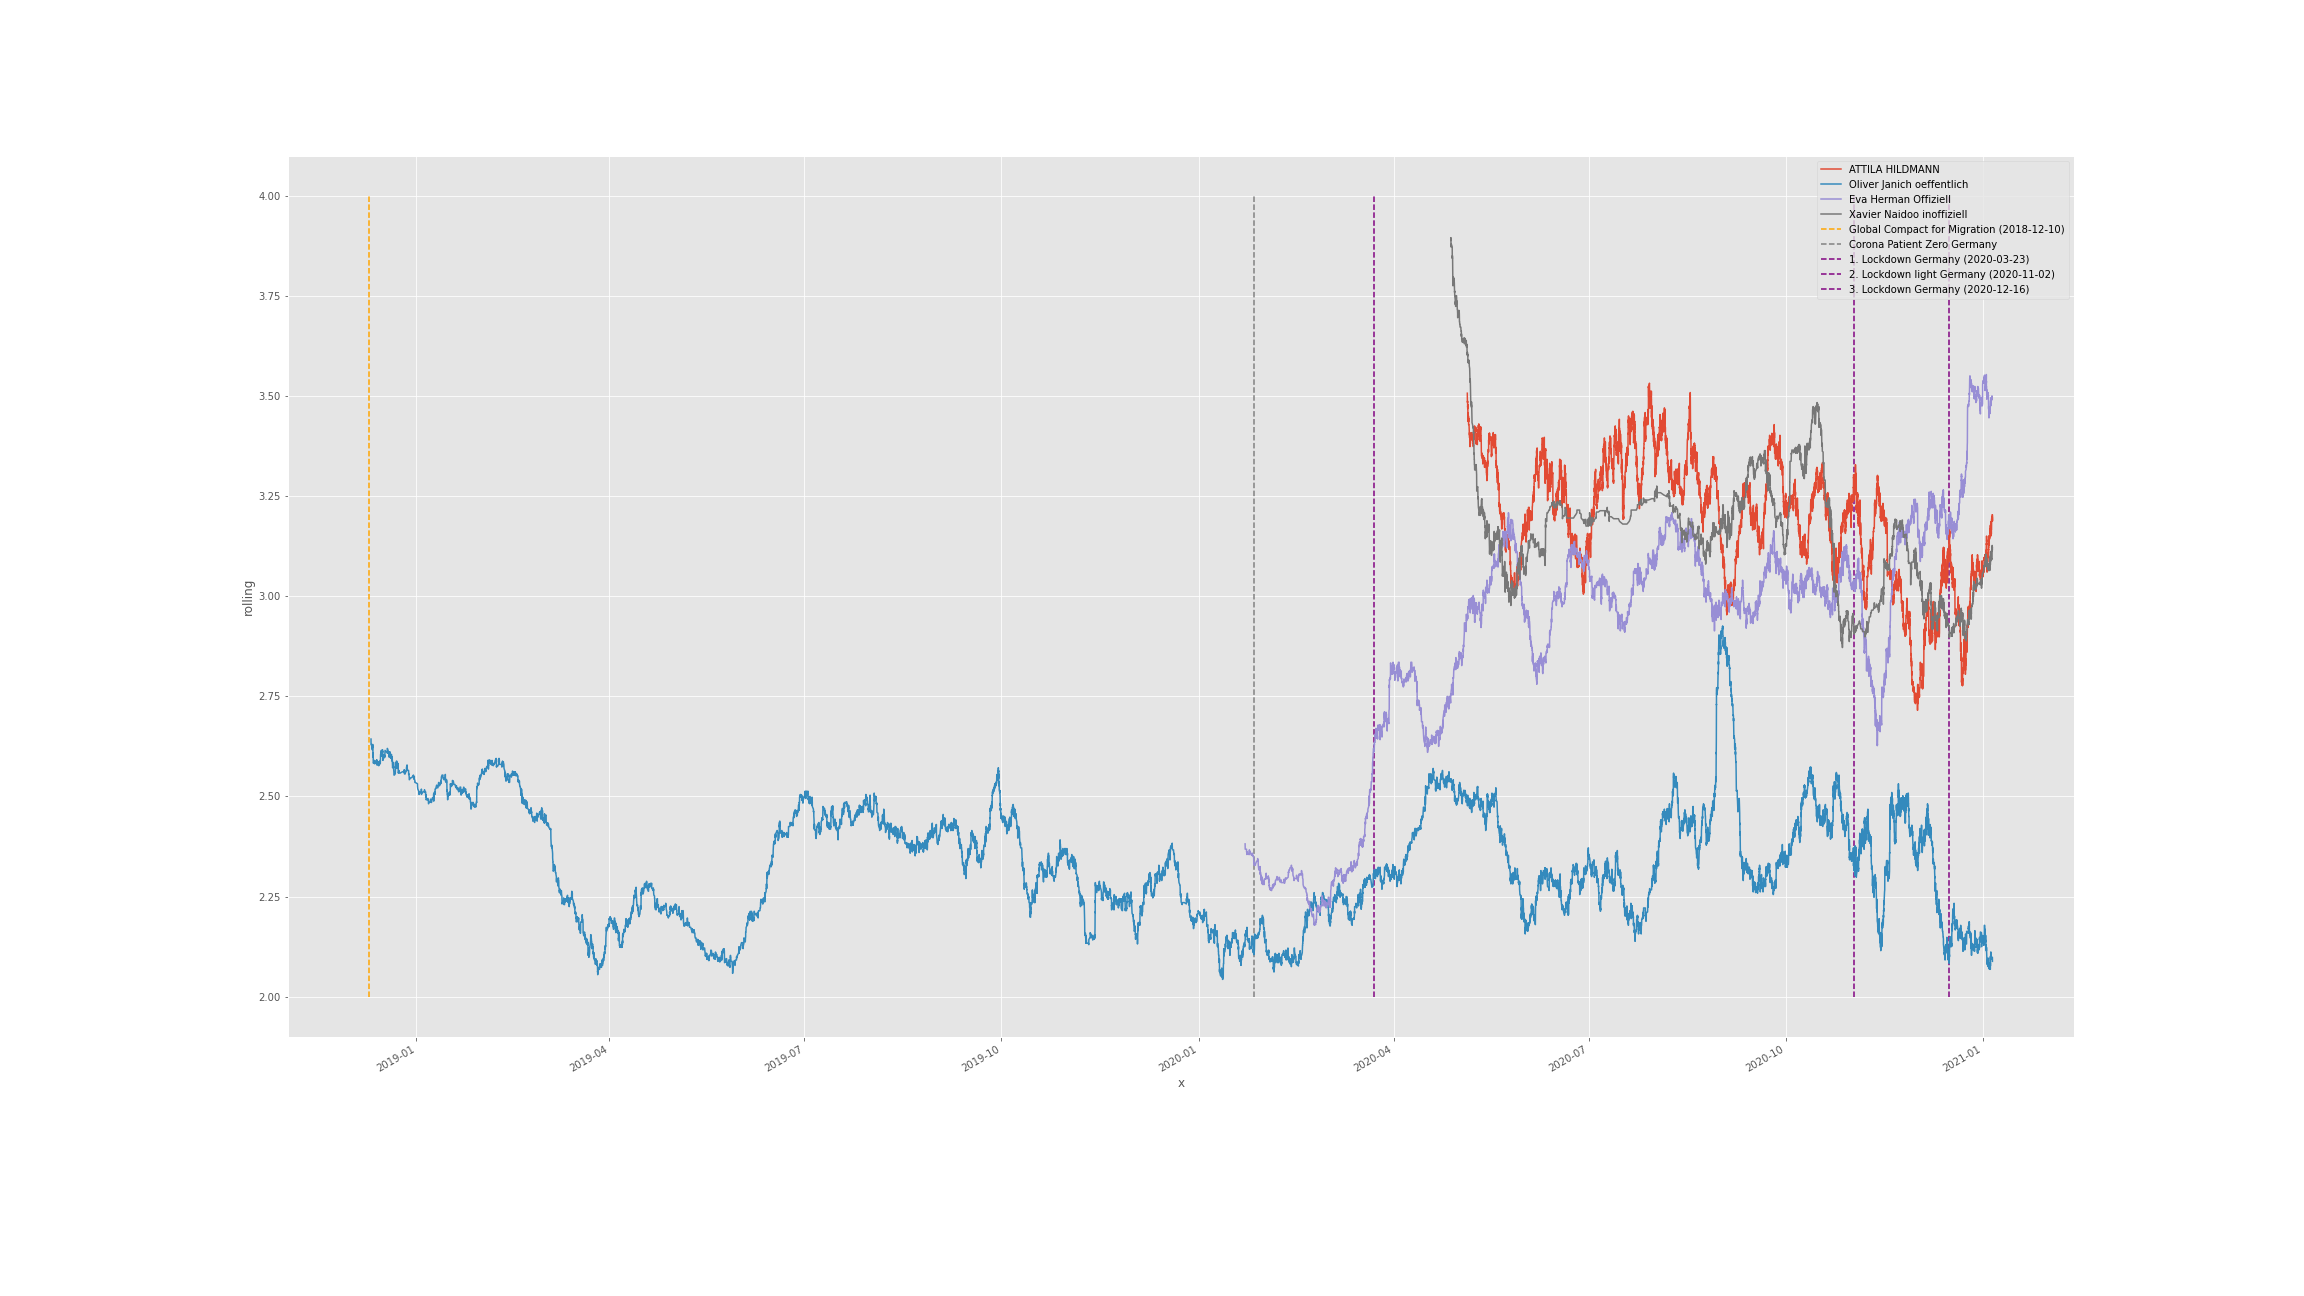 ATTILA HILDMANN
Oliver Janich oeffentlich
Eva Herman Offiziell
Xavier Naidoo inoffiziell
Global Compact for Migration (2018-12-10)
Corona Patient Zero Germany
1. Lockdown Germany (2020-03-23)
2. Lockdown light Germany (2020-11-02)
3. Lockdown Germany (2020-12-16)
4.00
3.75
3.50
3.25
3.00
2.75
2.50
2.25
2.00
rolling
2019-01
2019-04
2019-07
2019-10
2020-01
2020-04
2020-07
2020-10
2021-01
x